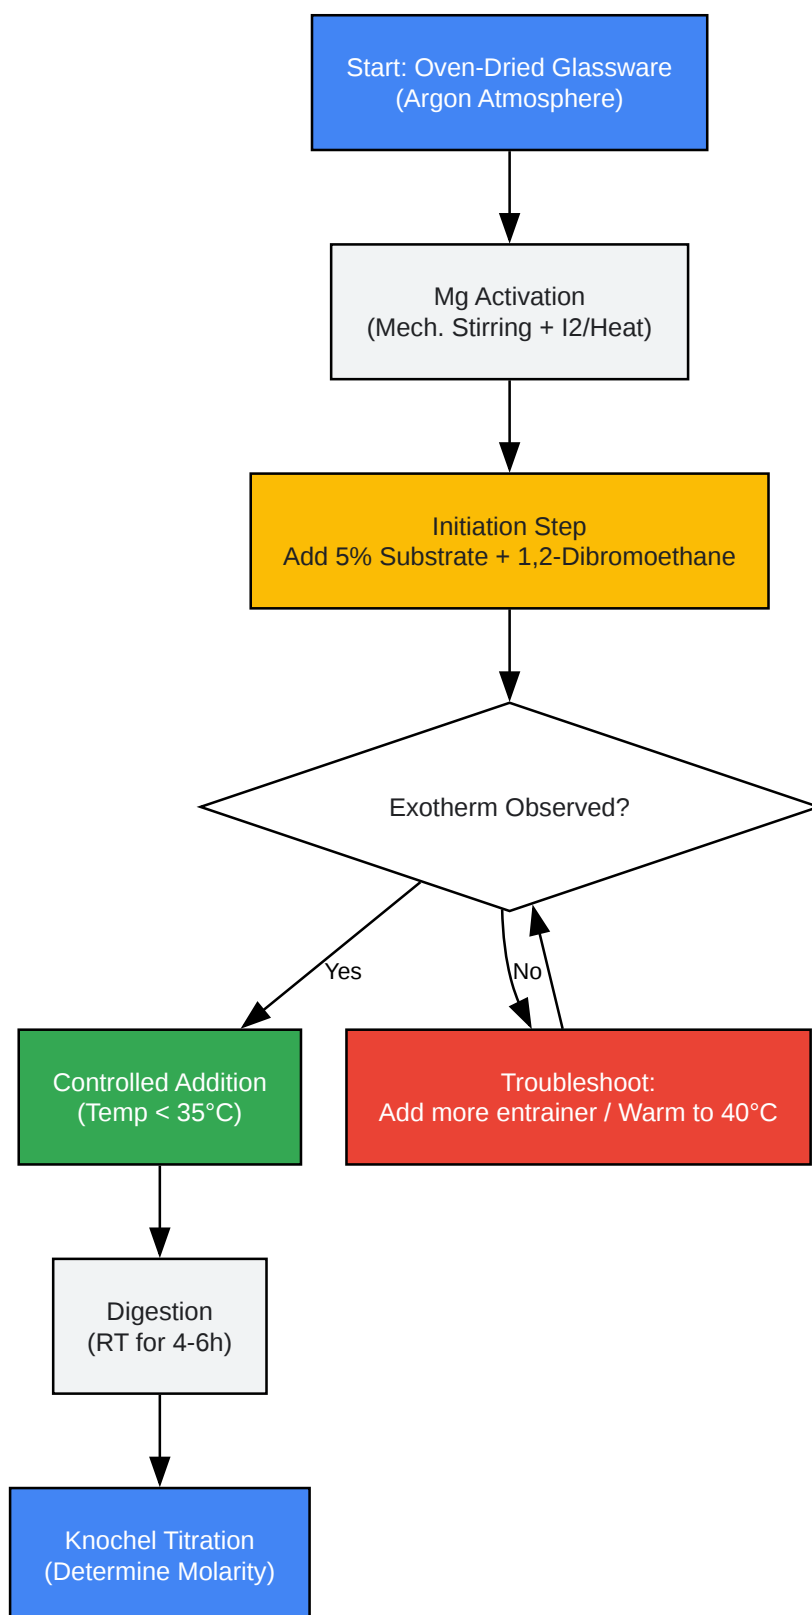 Start: Oven-Dried Glassware
(Argon Atmosphere)
Mg Activation
(Mech. Stirring + I2/Heat)
Initiation Step
Add 5% Substrate + 1,2-Dibromoethane
Exotherm Observed?
Yes
No
Controlled Addition
(Temp < 35°C)
Troubleshoot:
Add more entrainer / Warm to 40°C
Digestion
(RT for 4-6h)
Knochel Titration
(Determine Molarity)